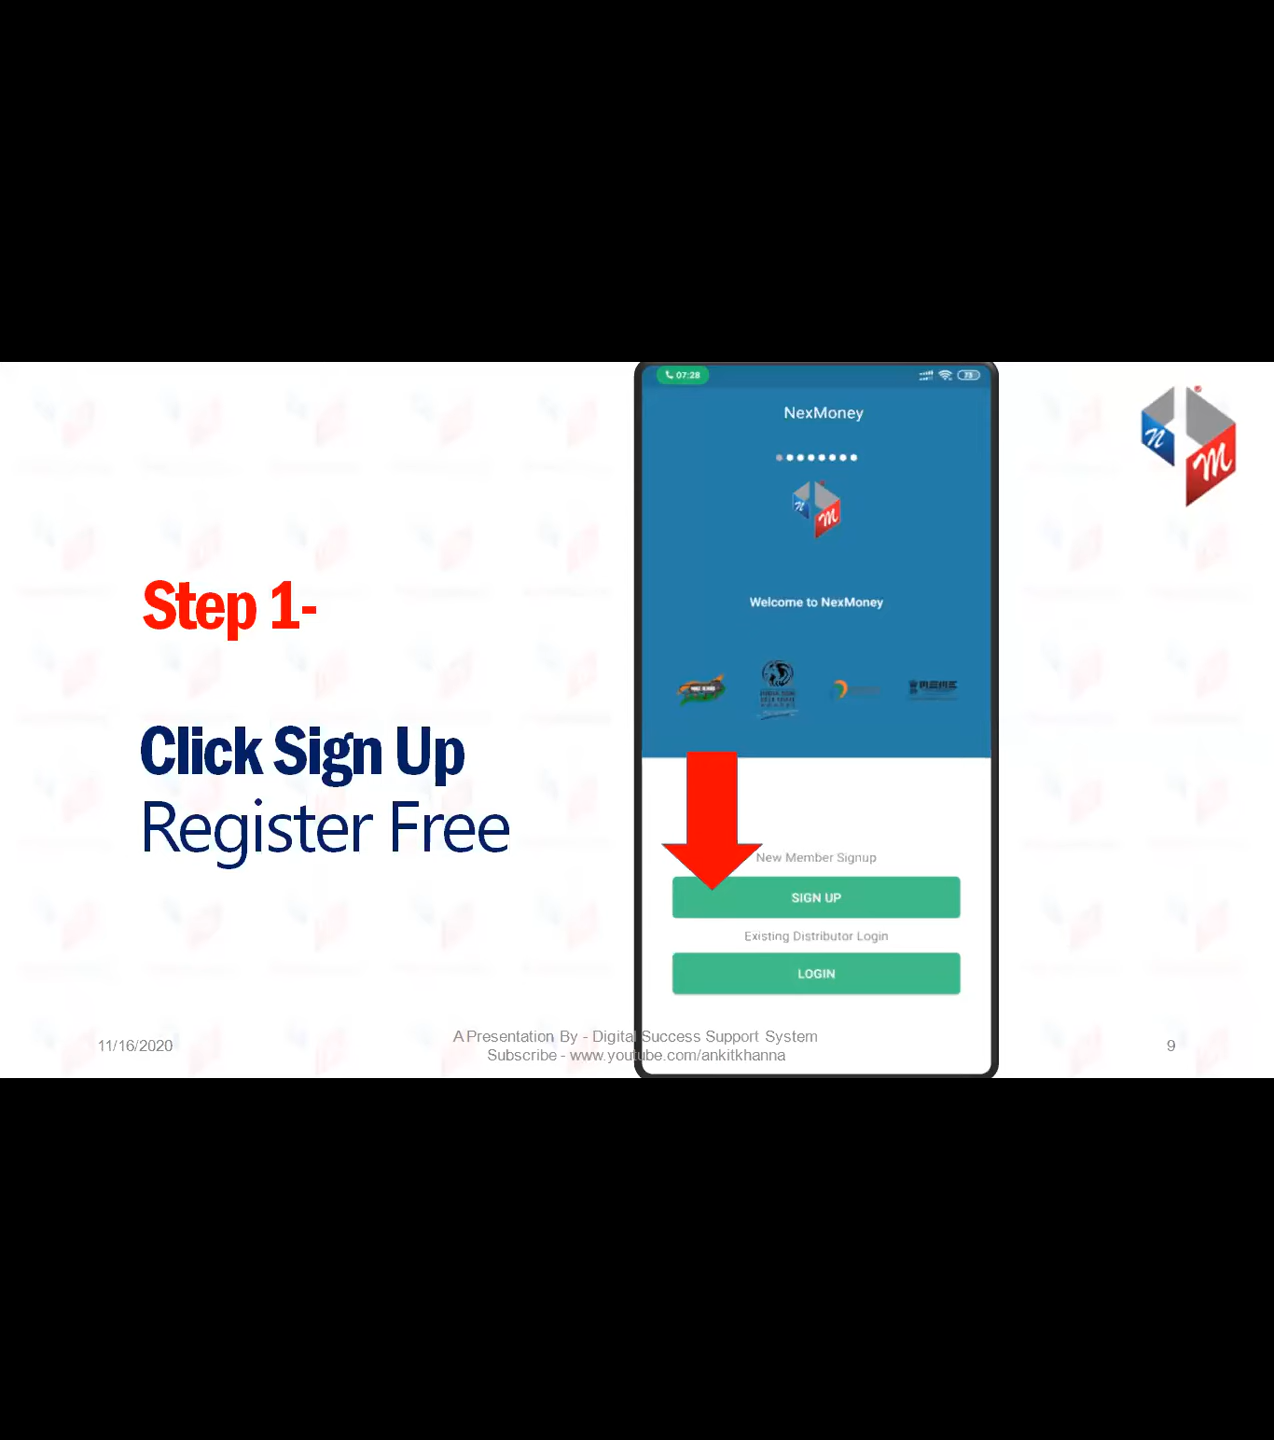 Step 1-
Click Sign Up
Register Free
07:28
73
NexMoney
n
m
Welcome to NexMoney
New Member Signup
SIGN UP
Existing Distributor Login
LOGIN
n
m
11/16/2020
A Presentation By - Digital Success Support System
Subscribe - www.youtube.com/ankitkhanna
9